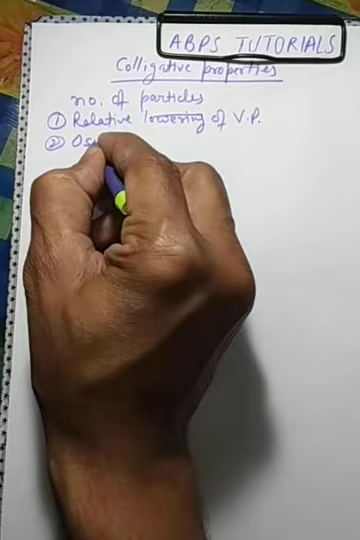 ABPS TUTORIALS
Colligative properties
no. of particles
① Relative lowering of V.P.
② Os